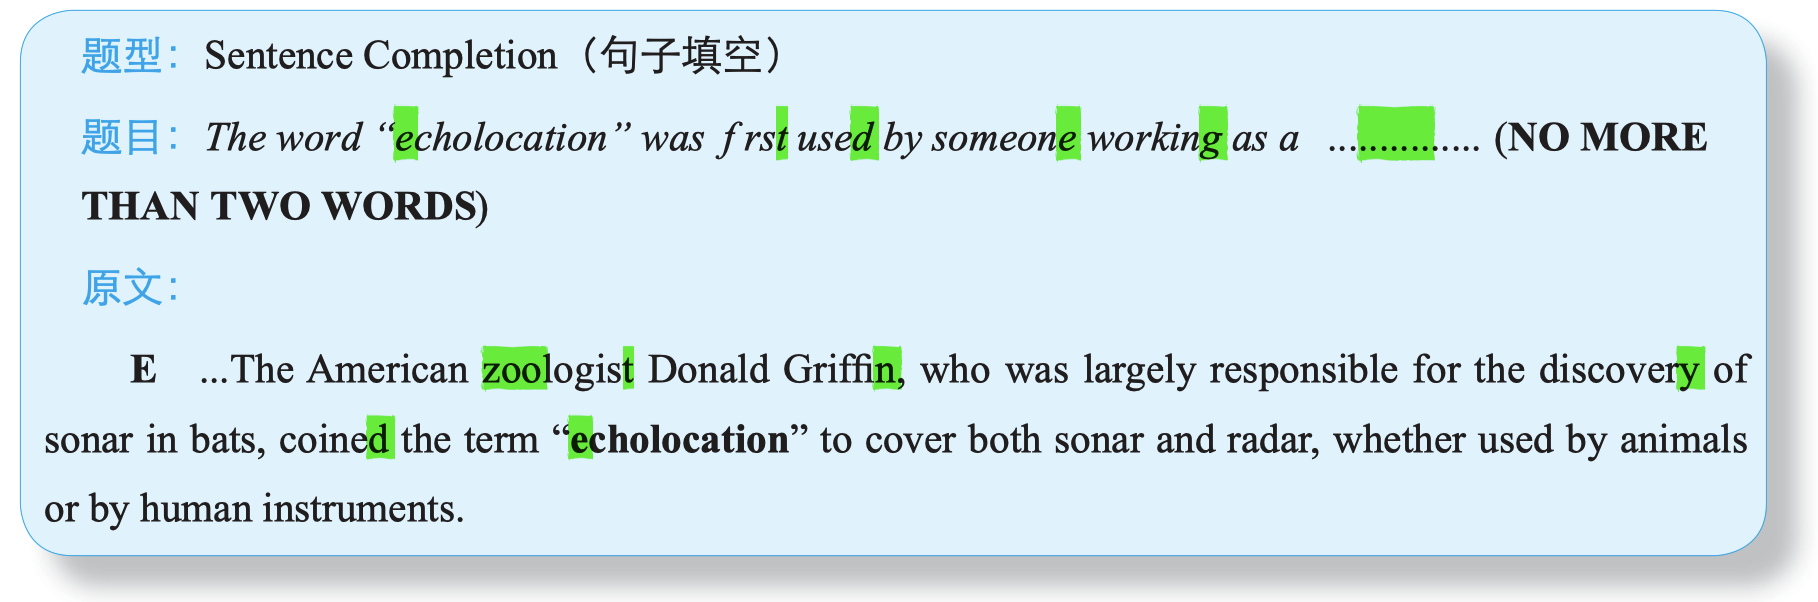 题型：Sentence Completion（句子填空）
题目：The word “echolocation” was f rst used by someone working as a ............... (NO MORE
THAN TWO WORDS)
原文：
E ...The American zoologist Donald Griffin, who was largely responsible for the discovery of
sonar in bats, coined the term “echolocation” to cover both sonar and radar, whether used by animals
or by human instruments.